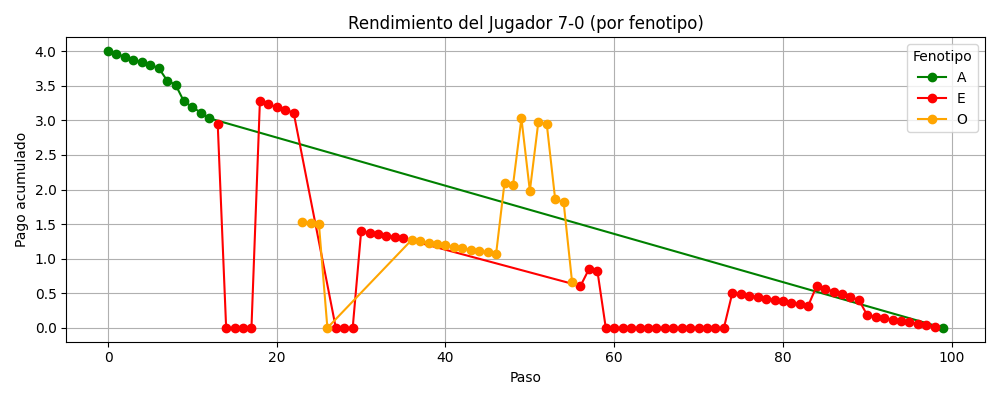 Rendimiento del Jugador 7-0 (por fenotipo)
Pago acumulado
4.0
3.5
3.0
2.5
2.0
1.5
1.0
0.5
0.0
Fenotipo
A
E
O
0
20
40
60
80
100
Paso